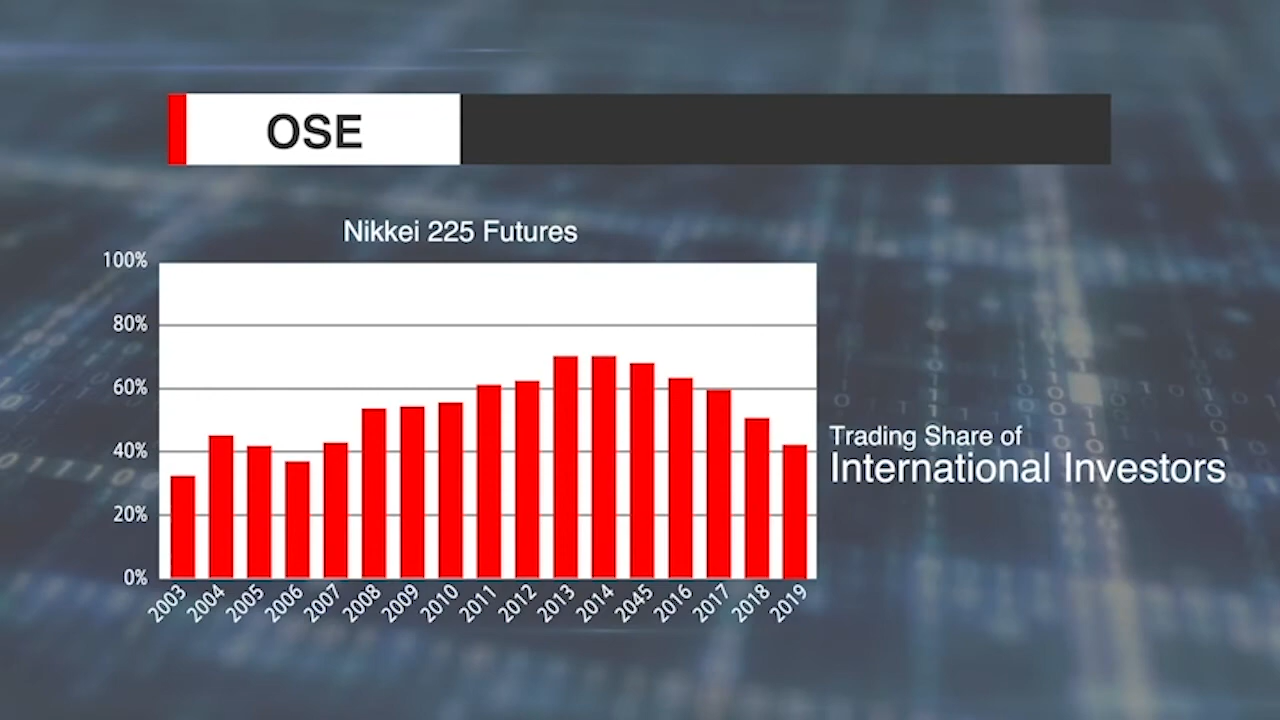 OSE
Nikkei 225 Futures
100%
80%
60%
40%
20%
0%
2003 2004 2005 2006 2007 2008 2009 2010 2011 2012 2013 2014 2045 2016 2017 2018 2019
Trading Share of
International Investors